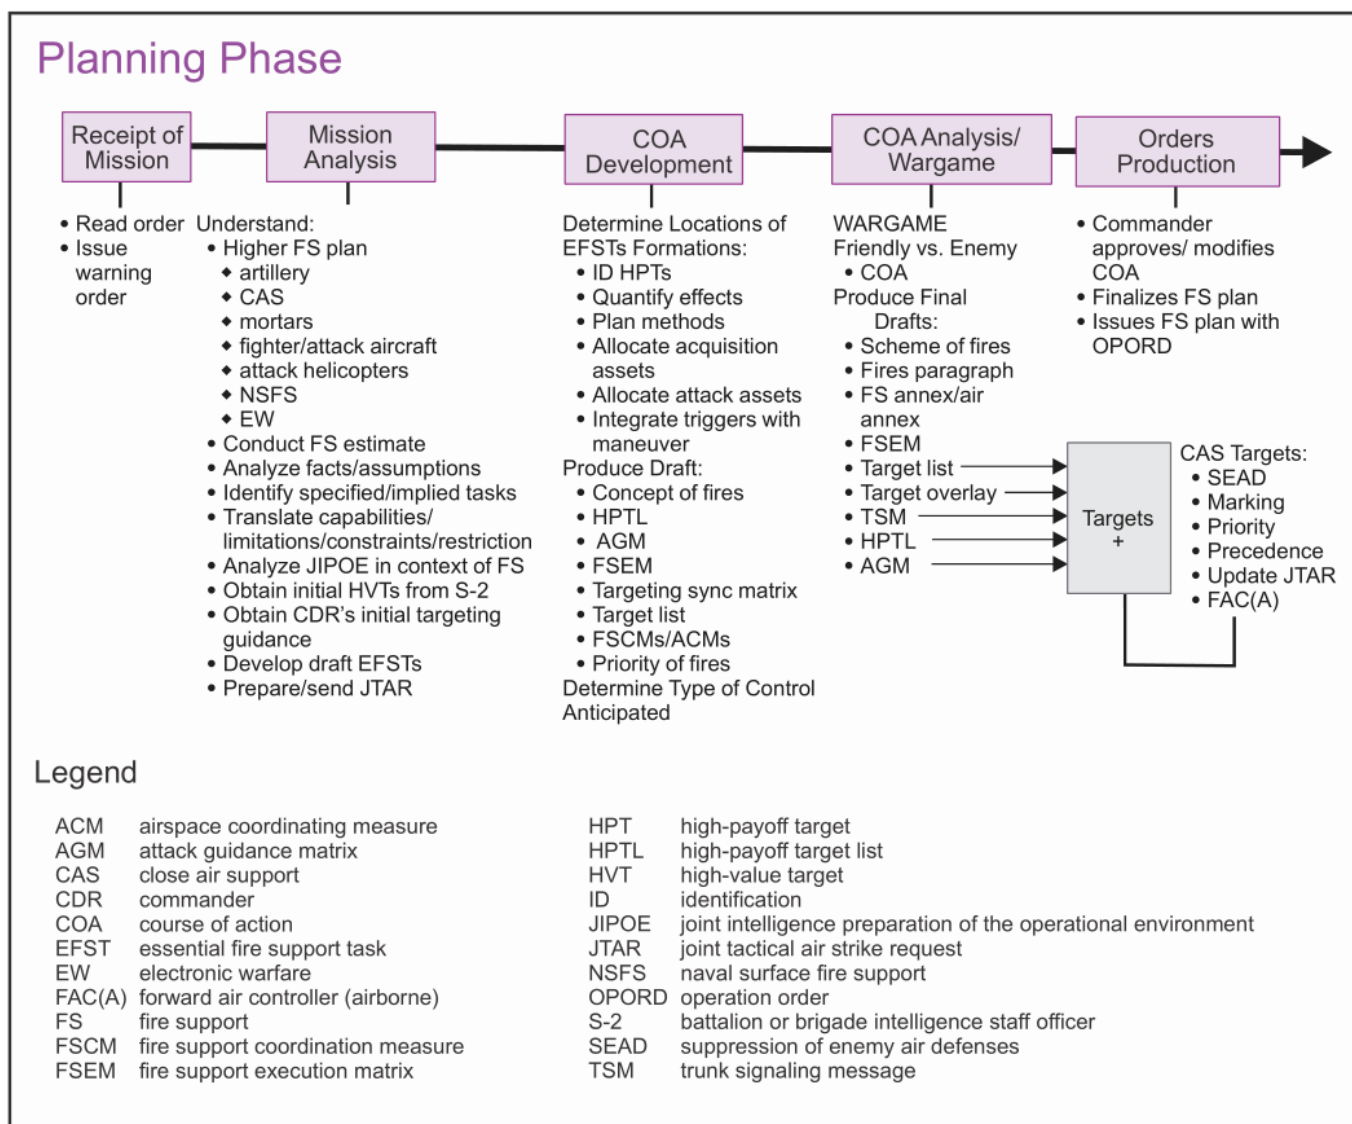 Planning Phase
Receipt of
Mission
• Read order
• Issue
warning
order
Mission
Analysis
Understand:
• Higher FS plan
◆ artillery
◆ CAS
◆ mortars
◆ fighter/attack aircraft
◆ attack helicopters
◆ NSFS
◆ EW
• Conduct FS estimate
• Analyze facts/assumptions
• Identify specified/implied tasks
• Translate capabilities/
limitations/constraints/restriction
• Analyze JIPOE in context of FS
• Obtain initial HVTs from S-2
• Obtain CDR's initial targeting
guidance
• Develop draft EFSTs
• Prepare/send JTAR
COA
Development
Determine Locations of
EFSTs Formations:
• ID HPTs
• Quantify effects
• Plan methods
• Allocate acquisition
assets
• Allocate attack assets
• Integrate triggers with
maneuver
Produce Draft:
• Concept of fires
• HPTL
• AGM
• FSEM
• Targeting sync matrix
• Target list
• FSCMs/ACMs
• Priority of fires
Determine Type of Control
Anticipated
COA Analysis/
Wargame
WARGAME
Friendly vs. Enemy
• COA
Produce Final
Drafts:
• Scheme of fires
• Fires paragraph
• FS annex/air
annex
• FSEM
• Target list
• Target overlay
• TSM
• HPTL
• AGM
Orders
Production
• Commander
approves/ modifies
COA
• Finalizes FS plan
• Issues FS plan with
OPORD
Targets
+
CAS Targets:
• SEAD
• Marking
• Priority
• Precedence
• Update JTAR
• FAC(A)
Legend
ACM airspace coordinating measure
AGM attack guidance matrix
CAS close air support
CDR commander
COA course of action
EFST essential fire support task
EW electronic warfare
FAC(A) forward air controller (airborne)
FS fire support
FSCM fire support coordination measure
FSEM fire support execution matrix
HPT high-payoff target
HPTL high-payoff target list
HVT high-value target
ID identification
JIPOE joint intelligence preparation of the operational environment
JTAR joint tactical air strike request
NSFS naval surface fire support
OPORD operation order
S-2 battalion or brigade intelligence staff officer
SEAD suppression of enemy air defenses
TSM trunk signaling message